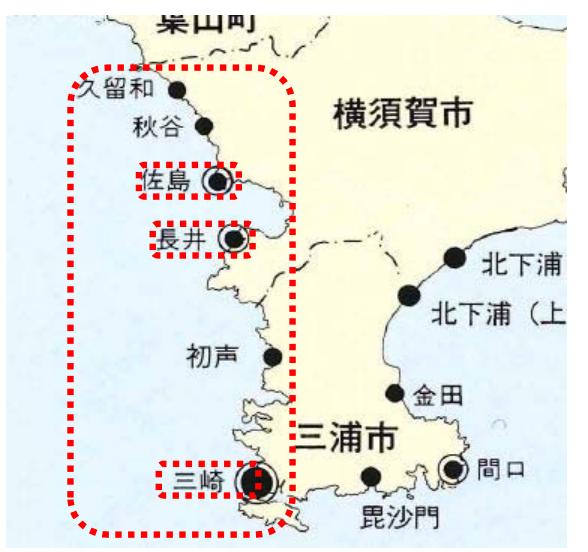 葉山町
久留和
秋谷
横須賀市
佐島
長井
北下浦
北下浦（上
初声
金田
三浦市
三崎
間口
毘沙門